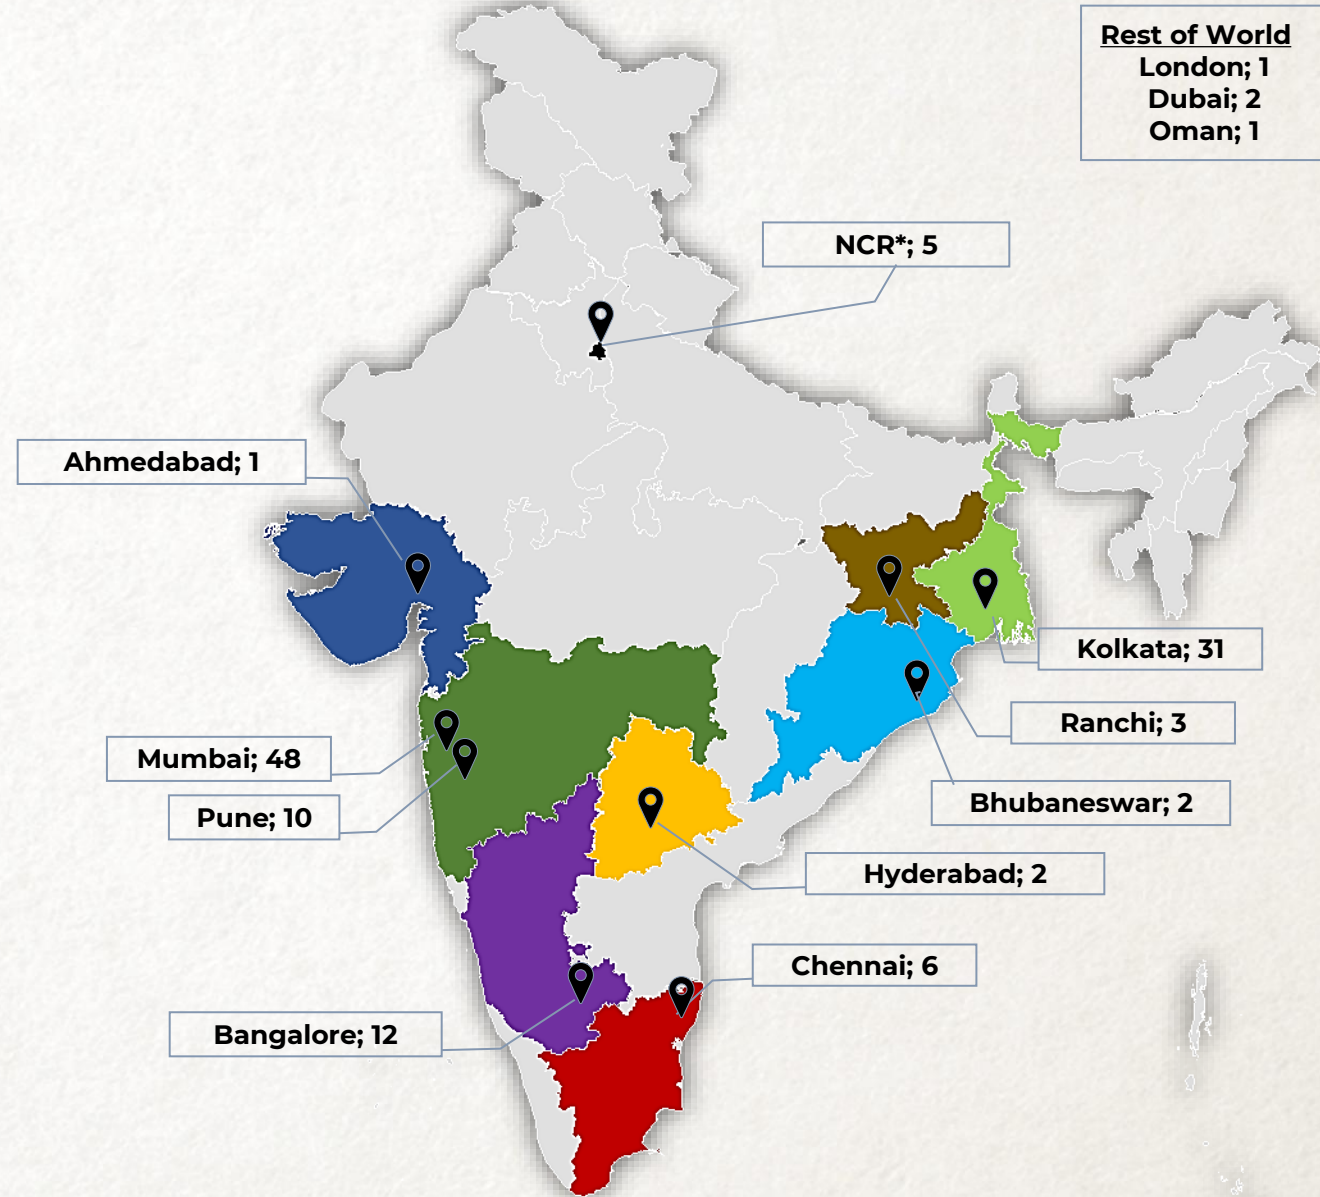 Rest of World
London; 1
Dubai; 2
Oman; 1
NCR*; 5
Ahmedabad; 1
Kolkata; 31
Ranchi; 3
Mumbai; 48
Bhubaneswar; 2
Pune; 10
Hyderabad; 2
Chennai; 6
Bangalore; 12